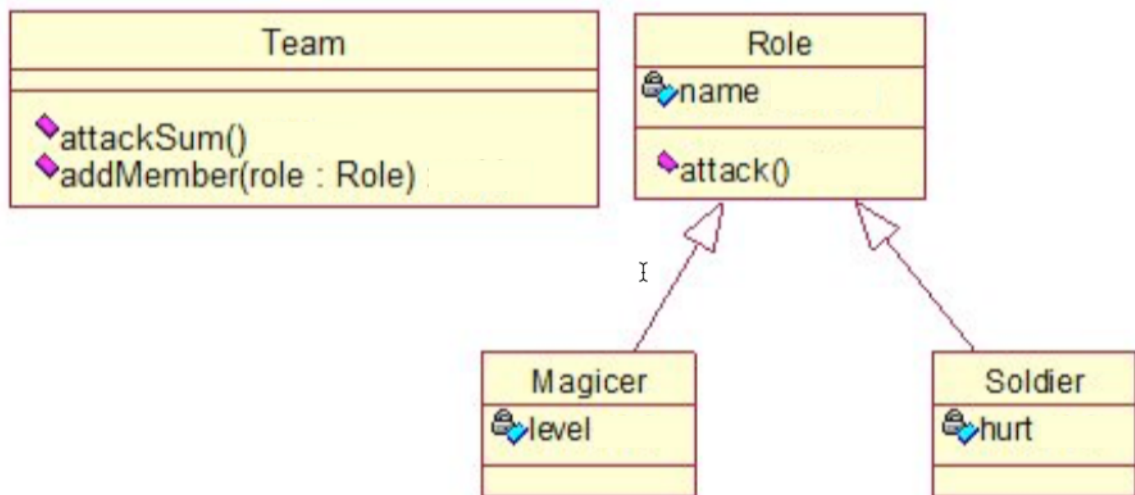 Team
attackSum()
addMember(role : Role)
Role
name
attack()
Magicer
level
Soldier
hurt